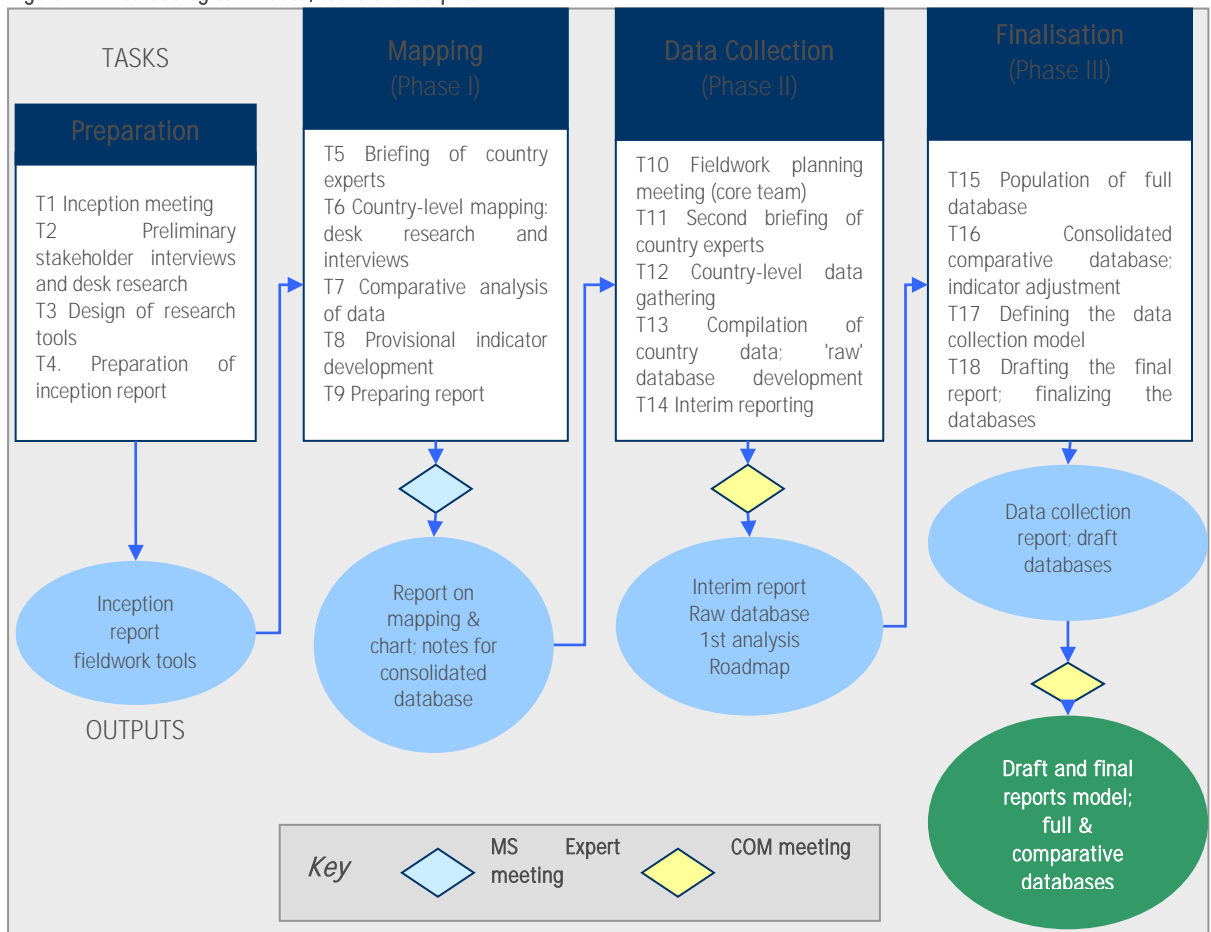 TASKS
Preparation
T1 Inception meeting
T2 Preliminary
stakeholder interviews
and desk research
T3 Design of research
tools
T4. Preparation of
inception report
Inception
report
fieldwork tools
OUTPUTS
Mapping
(Phase I)
T5 Briefing of country
experts
T6 Country-level mapping:
desk research and
interviews
T7 Comparative analysis
of data
T8 Provisional indicator
development
T9 Preparing report
Report on
mapping &
chart; notes for
consolidated
database
Data Collection
(Phase II)
T10 Fieldwork planning
meeting (core team)
T11 Second briefing of
country experts
T12 Country-level data
gathering
T13 Compilation of
country data; 'raw'
database development
T14 Interim reporting
Interim report
Raw database
1st analysis
Roadmap
Finalisation
(Phase III)
T15 Population of full
database
T16 Consolidated
comparative database;
indicator adjustment
T17 Defining the data
collection model
T18 Drafting the final
report; finalizing the
databases
Data collection
report; draft
databases
Draft and final
reports model;
full &
comparative
databases
Key
MS Expert
meeting
COM meeting